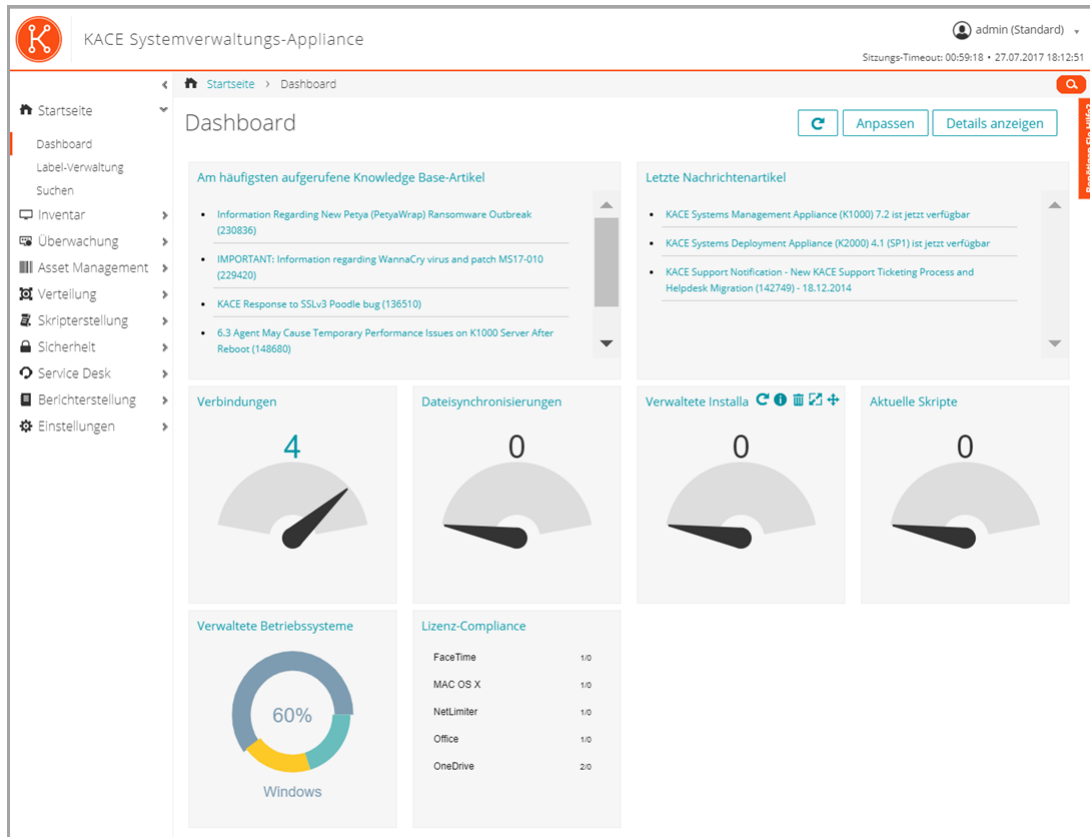 KACE Systemverwaltungs-Appliance
admin (Standard)
Sitzungs-Timeout: 00:59:18 • 27.07.2017 18:12:51
Startseite › Dashboard
Startseite
Dashboard
Label-Verwaltung
Suchen
Inventar
Überwachung
Asset Management
Verteilung
Skripterstellung
Sicherheit
Service Desk
Berichterstellung
Einstellungen
Dashboard
Anpassen
Details anzeigen
Benötigen Sie Hilfe?
Am häufigsten aufgerufene Knowledge Base-Artikel
Information Regarding New Petya (PetyaWrap) Ransomware Outbreak
(230836)
IMPORTANT: Information regarding WannaCry virus and patch MS17-010
(229420)
KACE Response to SSLv3 Poodle bug (136510)
6.3 Agent May Cause Temporary Performance Issues on K1000 Server After
Reboot (148680)
Letzte Nachrichtenartikel
KACE Systems Management Appliance (K1000) 7.2 ist jetzt verfügbar
KACE Systems Deployment Appliance (K2000) 4.1 (SP1) ist jetzt verfügbar
KACE Support Notification - New KACE Support Ticketing Process and
Helpdesk Migration (142749) - 18.12.2014
Verbindungen
4
Dateisynchronisierungen
0
Verwaltete Installa
0
Aktuelle Skripte
0
Verwaltete Betriebssysteme
60%
Windows
Lizenz-Compliance
FaceTime 1/0
MAC OS X 1/0
NetLimiter 1/0
Office 1/0
OneDrive 2/0